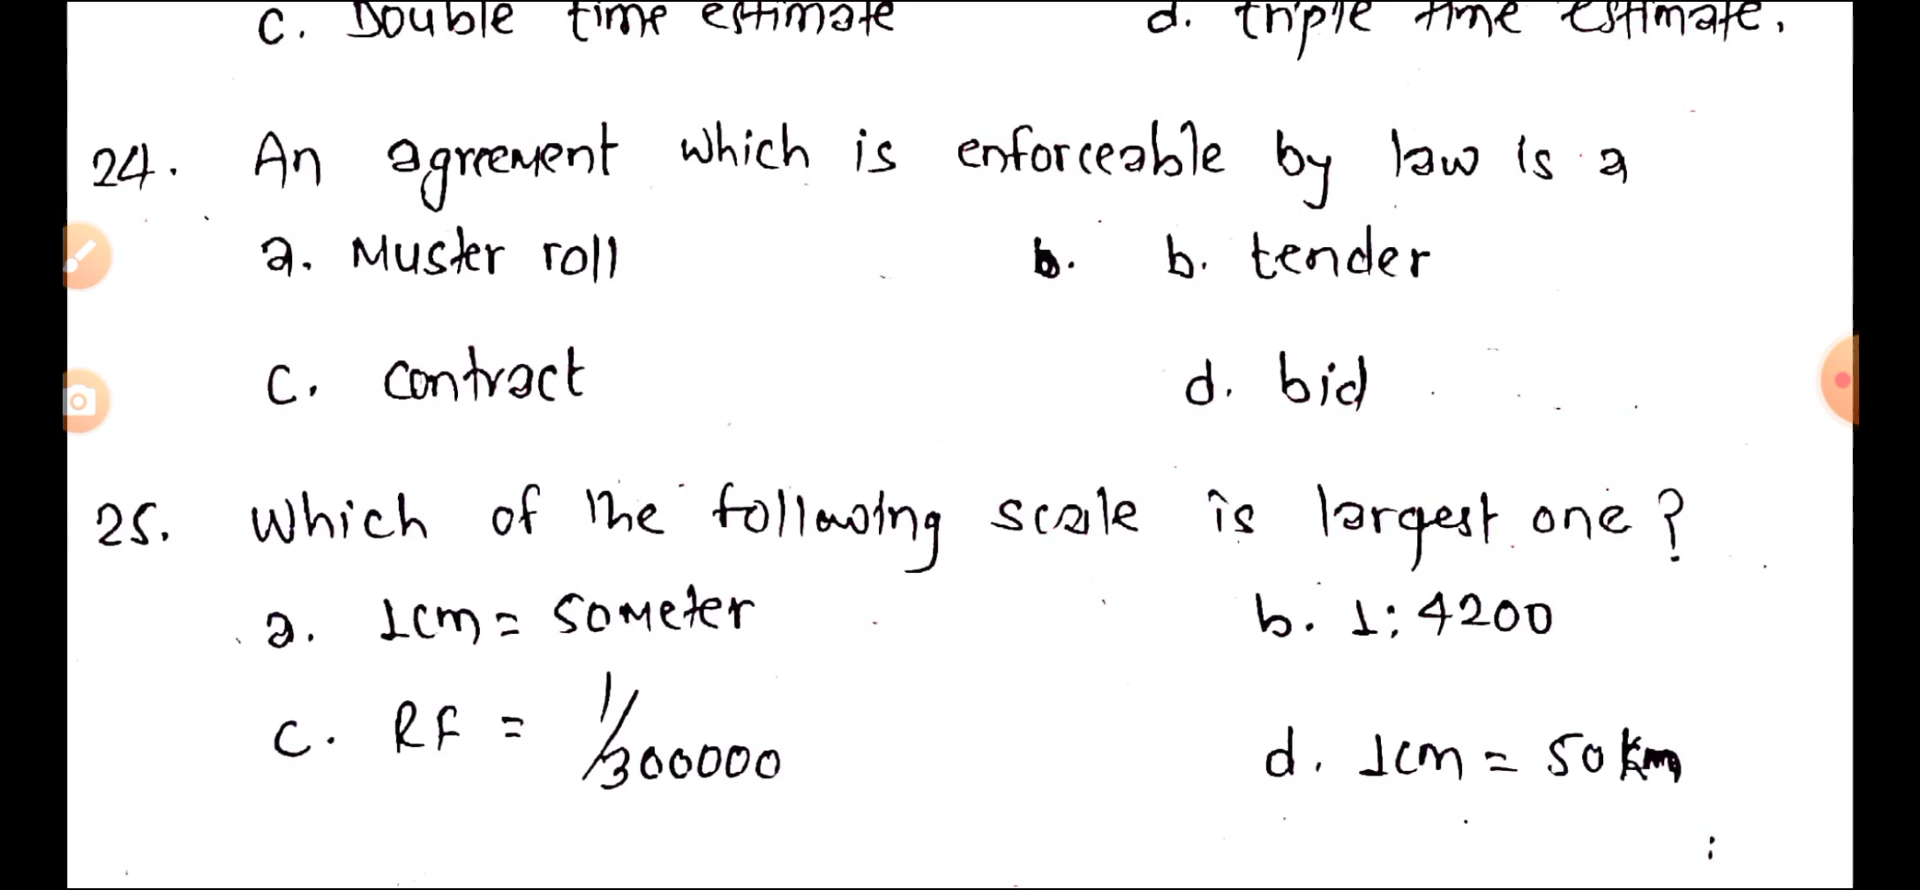 c. Double time estimate d. triple time estimate.
24. An agreement which is enforceable by law is a
a. Muster roll b. b. tender
c. contract d. bid
25. Which of the following scale is largest one?
a. 1cm = 50meter b. 1:4200
c. RF = 1/300000 d. 1cm = 50km